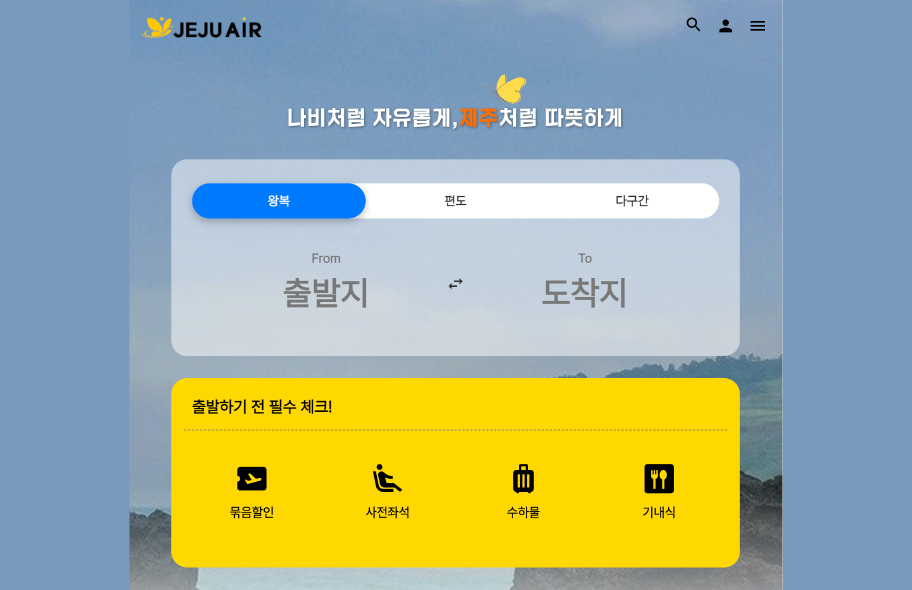 JEJU AIR
나비처럼 자유롭게, 제주처럼 따뜻하게
왕복 편도 다구간
From To
출발지 도착지
출발하기 전 필수 체크!
묶음할인 사전좌석 수하물 기내식